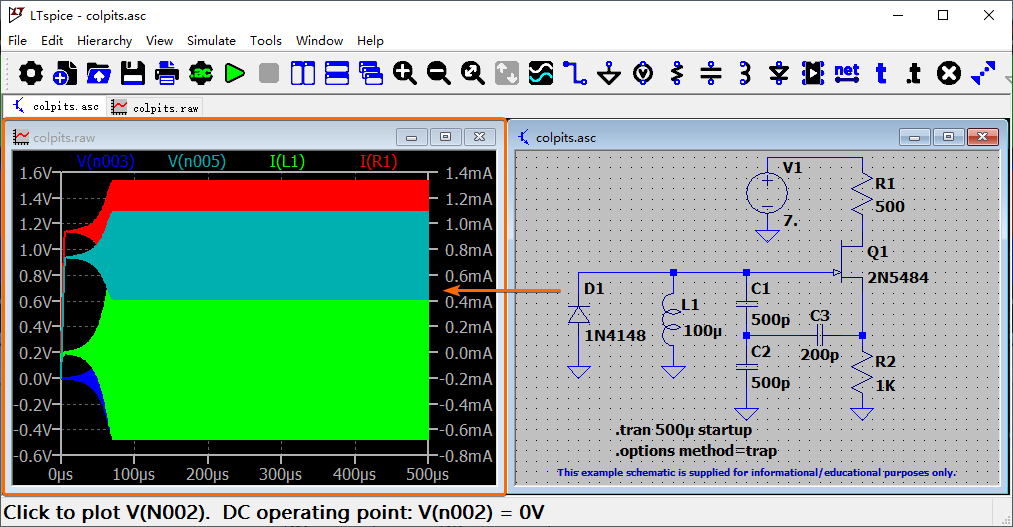 LTspice - colpits.asc
File Edit Hierarchy View Simulate Tools Window Help
.ac net t .t
colpits.asc colpits.raw
colpits.raw
V(n003) V(n005) I(L1) I(R1)
1.6V 1.4mA
1.4V 1.2mA
1.2V 1.0mA
1.0V 0.8mA
0.8V 0.6mA
0.6V 0.4mA
0.4V 0.2mA
0.2V 0.0mA
0.0V -0.2mA
-0.2V -0.4mA
-0.4V -0.6mA
-0.6V -0.8mA
0µs 100µs 200µs 300µs 400µs 500µs
colpits.asc
V1
7.
R1
500
Q1
2N5484
D1
1N4148
L1
100µ
C1
500p
C3
200p
C2
500p
R2
1K
.tran 500µ startup
.options method=trap
This example schematic is supplied for informational/educational purposes only.
Click to plot V(N002). DC operating point: V(n002) = 0V